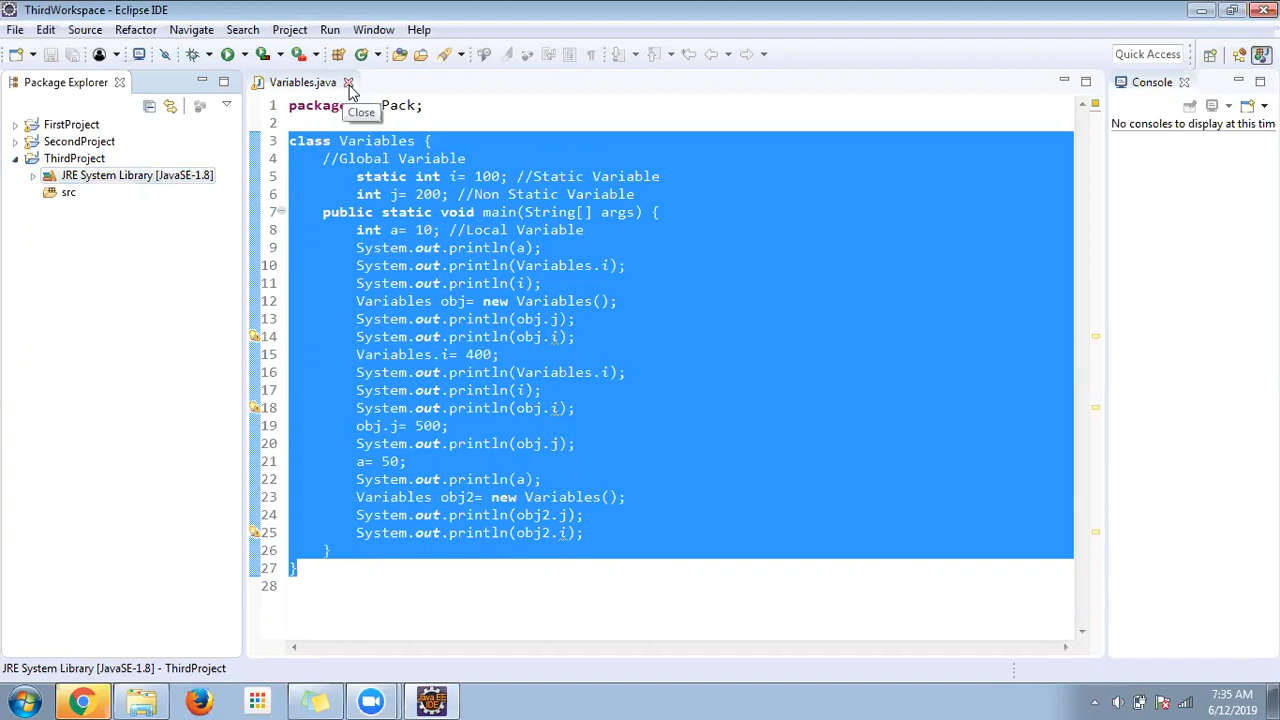 ThirdWorkspace - Eclipse IDE
File Edit Source Refactor Navigate Search Project Run Window Help
Quick Access
Package Explorer
Variables.java
Console
Close
No consoles to display at this tim
FirstProject
SecondProject
ThirdProject
JRE System Library [JavaSE-1.8]
src
1 package Pack;
2
3 class Variables {
4 //Global Variable
5 static int i= 100; //Static Variable
6 int j= 200; //Non Static Variable
7 public static void main(String[] args) {
8 int a= 10; //Local Variable
9 System.out.println(a);
10 System.out.println(Variables.i);
11 System.out.println(i);
12 Variables obj= new Variables();
13 System.out.println(obj.j);
14 System.out.println(obj.i);
15 Variables.i= 400;
16 System.out.println(Variables.i);
17 System.out.println(i);
18 System.out.println(obj.i);
19 obj.j= 500;
20 System.out.println(obj.j);
21 a= 50;
22 System.out.println(a);
23 Variables obj2= new Variables();
24 System.out.println(obj2.j);
25 System.out.println(obj2.i);
26 }
27 }
28
JRE System Library [JavaSE-1.8] - ThirdProject
Java EE
IDE
7:35 AM
6/12/2019